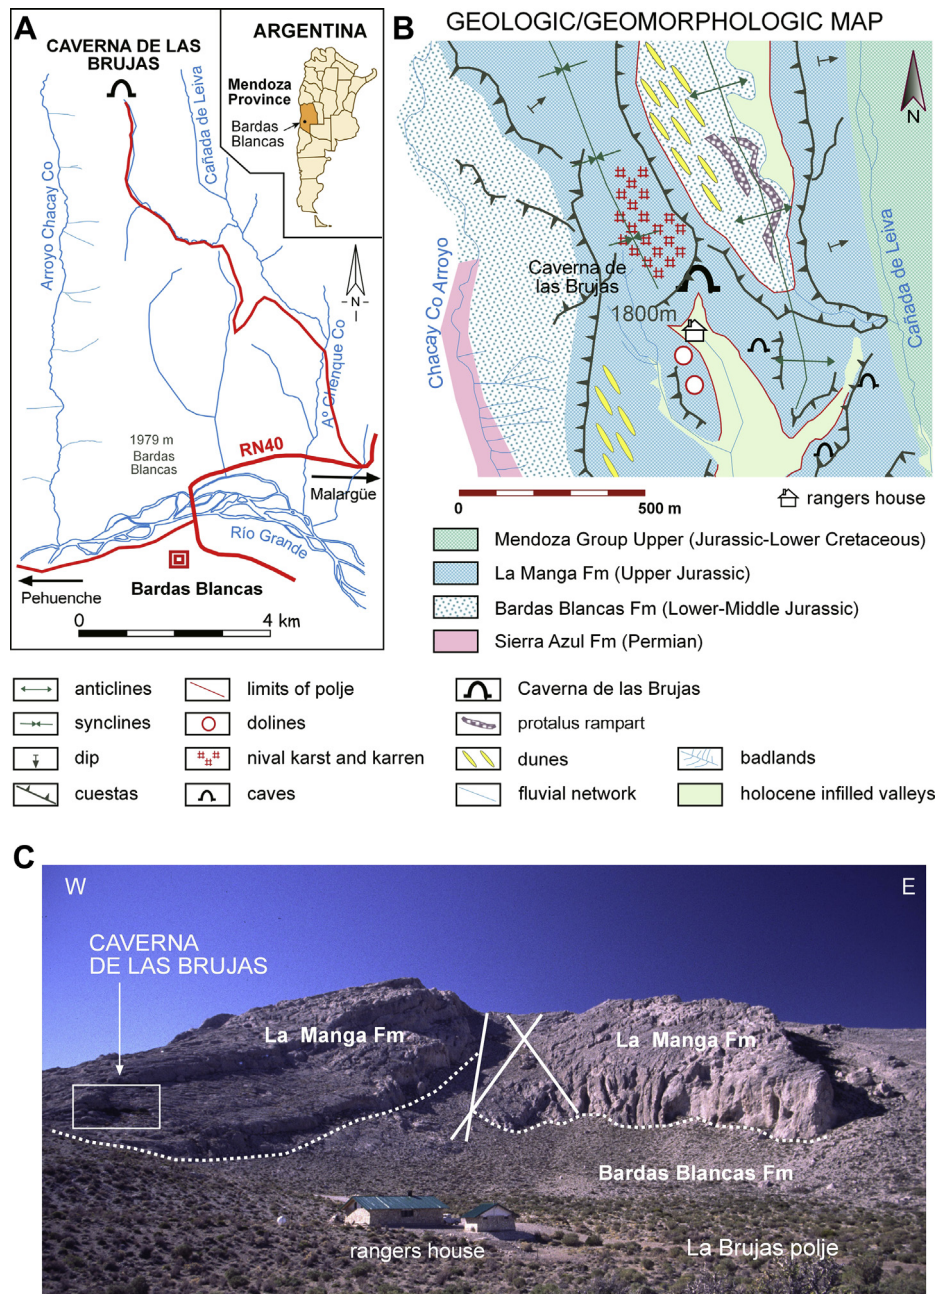 A
CAVERNA DE LAS
BRUJAS
ARGENTINA
Mendoza
Province
Bardas
Blancas
Cañada de Leiva
Arroyo Chacay Co
N
Aº Chenque Co
1979 m
Bardas
Blancas
RN40
Malargüe
Río Grande
Pehuenche
Bardas Blancas
0
4 km
B
GEOLOGIC/GEOMORPHOLOGIC MAP
N
Caverna de
las Brujas
1800m
Chacay Co Arroyo
Cañada de Leiva
0
500 m
rangers house
Mendoza Group Upper (Jurassic-Lower Cretaceous)
La Manga Fm (Upper Jurassic)
Bardas Blancas Fm (Lower-Middle Jurassic)
Sierra Azul Fm (Permian)
anticlines
limits of polje
Caverna de las Brujas
synclines
dolines
protalus rampart
dip
nival karst and karren
dunes
badlands
cuestas
caves
fluvial network
holocene infilled valleys
C
W
E
CAVERNA
DE LAS BRUJAS
La Manga Fm
La Manga Fm
Bardas Blancas Fm
rangers house
La Brujas polje